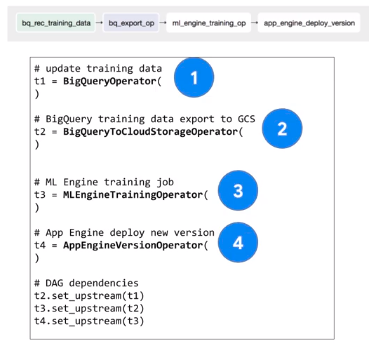 bq_rec_training_data → bq_export_op → ml_engine_training_op → app_engine_deploy_version
# update training data
t1 = BigQueryOperator(
)
1
# BigQuery training data export to GCS
t2 = BigQueryToCloudStorageOperator(
)
2
# ML Engine training job
t3 = MLEngineTrainingOperator(
)
3
# App Engine deploy new version
t4 = AppEngineVersionOperator(
)
4
# DAG dependencies
t2.set_upstream(t1)
t3.set_upstream(t2)
t4.set_upstream(t3)